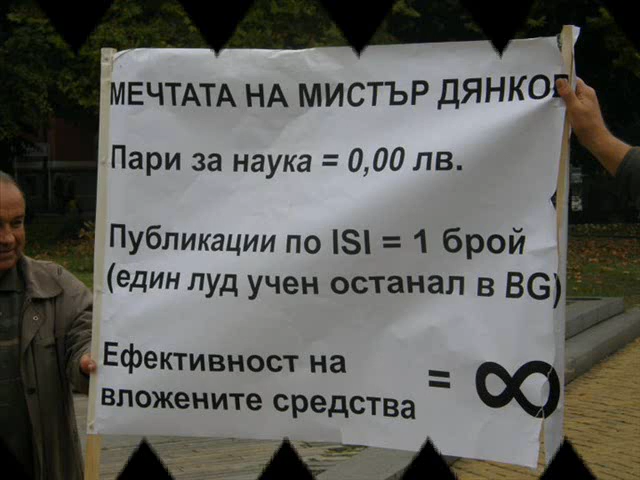 МЕЧТАТА НА МИСТЪР ДЯНКОВ
Пари за наука = 0,00 лв.
Публикации по ISI = 1 брой
(един луд учен останал в BG)
Ефективност на
вложените средства = ∞